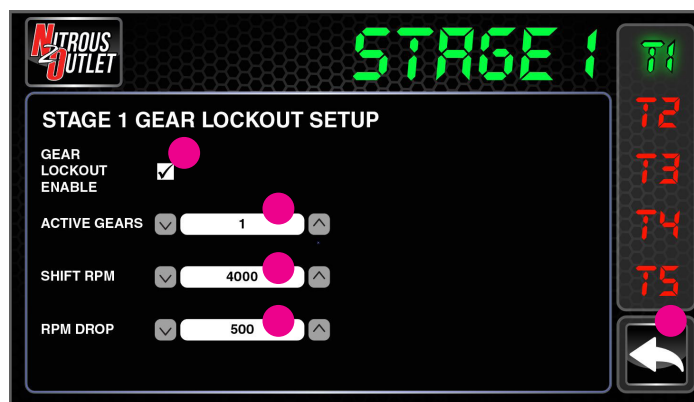 NITROUS
OUTLET
STAGE 1
T1
T2
T3
T4
T5
STAGE 1 GEAR LOCKOUT SETUP
GEAR
LOCKOUT
ENABLE
ACTIVE GEARS
1
SHIFT RPM
4000
RPM DROP
500